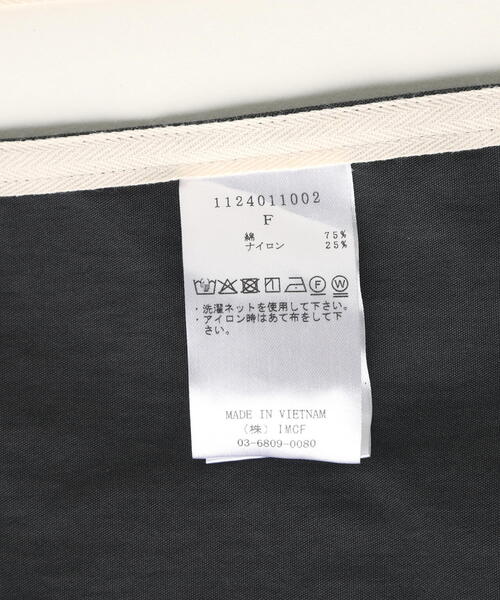 1124011002
F
綿 75%
ナイロン 25%
・洗濯ネットを使用して下さい。
・アイロン時はあて布をして下
さい。
MADE IN VIETNAM
(株) IMCF
03-6809-0080